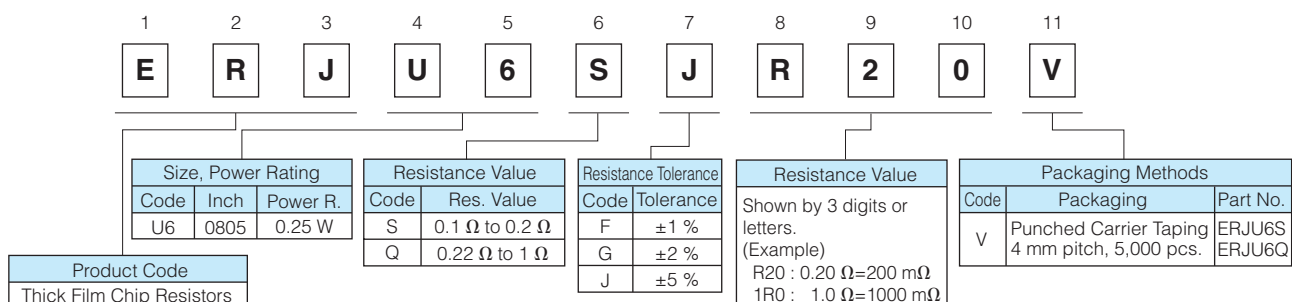 1 2 3 4 5 6 7 8 9 10 11
E R J U 6 S J R 2 0 V
Size, Power Rating
Code Inch Power R.
U6 0805 0.25 W
Resistance Value
Code Res. Value
S 0.1 Ω to 0.2 Ω
Q 0.22 Ω to 1 Ω
Resistance Tolerance
Code Tolerance
F ±1 %
G ±2 %
J ±5 %
Resistance Value
Shown by 3 digits or
letters.
(Example)
R20 : 0.20 Ω=200 mΩ
1R0 : 1.0 Ω=1000 mΩ
Packaging Methods
Code Packaging Part No.
V Punched Carrier Taping ERJU6S
4 mm pitch, 5,000 pcs. ERJU6Q
Product Code
Thick Film Chip Resistors